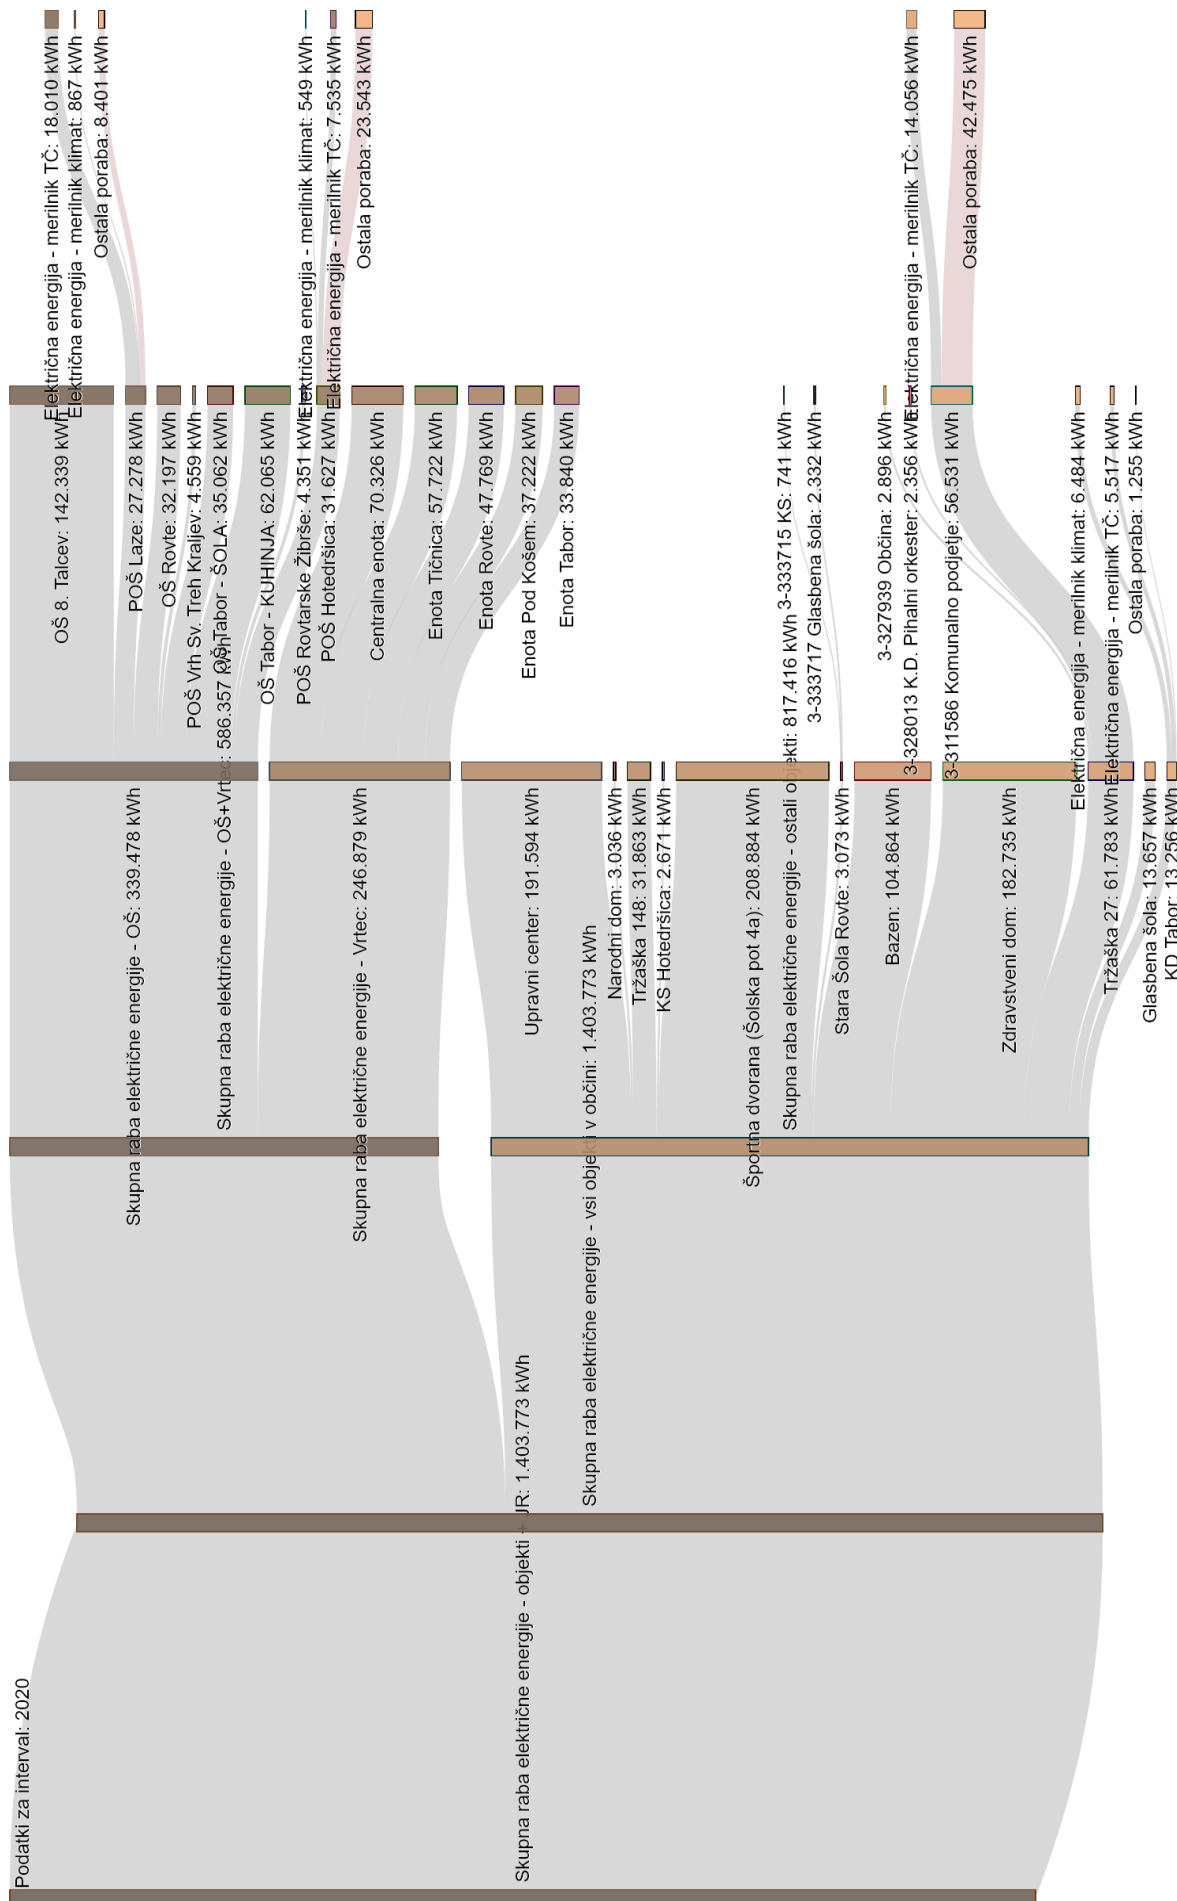 Podatki za interval: 2020
Skupna raba električne energije - objekti + JR: 1.403.773 kWh
Skupna raba električne energije - vsi objekti v občini: 1.403.773 kWh
Skupna raba električne energije - OŠ+Vrtec: 586.357 kWh
Skupna raba električne energije - ostali objekti: 817.416 kWh
Skupna raba električne energije - OŠ: 339.478 kWh
Skupna raba električne energije - Vrtec: 246.879 kWh
Upravni center: 191.594 kWh
Narodni dom: 3.036 kWh
Tržaška 148: 31.863 kWh
KS Hotedršica: 2.671 kWh
Športna dvorana (Šolska pot 4a): 208.884 kWh
Stara Šola Rovte: 3.073 kWh
Bazen: 104.864 kWh
Zdravstveni dom: 182.735 kWh
Tržaška 27: 61.783 kWh
Glasbena šola: 13.657 kWh
KD Tabor: 13.256 kWh
OŠ 8. Talcev: 142.339 kWh
POŠ Laze: 27.278 kWh
OŠ Rovte: 32.197 kWh
POŠ Vrh Sv. Treh Kraljev: 4.559 kWh
OŠ Tabor - ŠOLA: 35.062 kWh
OŠ Tabor - KUHINJA: 62.065 kWh
POŠ Rovtarske Žibrše: 4.351 kWh
POŠ Hotedršica: 31.627 kWh
Centralna enota: 70.326 kWh
Enota Tičnica: 57.722 kWh
Enota Rovte: 47.769 kWh
Enota Pod Košem: 37.222 kWh
Enota Tabor: 33.840 kWh
3-333715 KS: 741 kWh
3-333717 Glasbena šola: 2.332 kWh
3-327939 Občina: 2.896 kWh
3-328013 K.D. Pihalni orkester: 2.356 kWh
3-311586 Komunalno podjetje: 56.531 kWh
Električna energija - merilnik klimat: 6.484 kWh
Električna energija - merilnik TČ: 5.517 kWh
Ostala poraba: 1.255 kWh
Električna energija - merilnik TČ: 18.010 kWh
Električna energija - merilnik klimat: 867 kWh
Ostala poraba: 8.401 kWh
Električna energija - merilnik klimat: 549 kWh
Električna energija - merilnik TČ: 7.535 kWh
Ostala poraba: 23.543 kWh
Električna energija - merilnik TČ: 14.056 kWh
Ostala poraba: 42.475 kWh